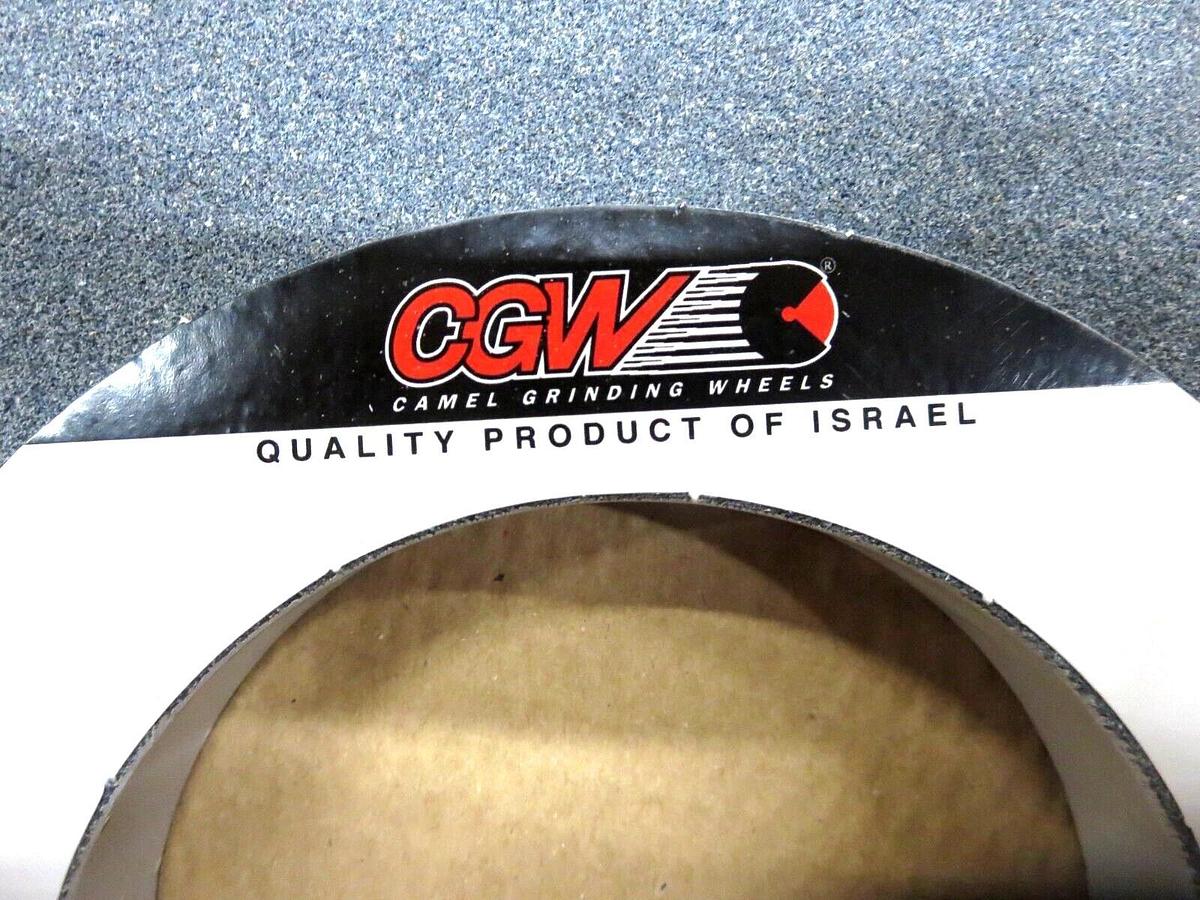 CGW®
CAMEL GRINDING WHEELS
QUALITY PRODUCT OF ISRAEL